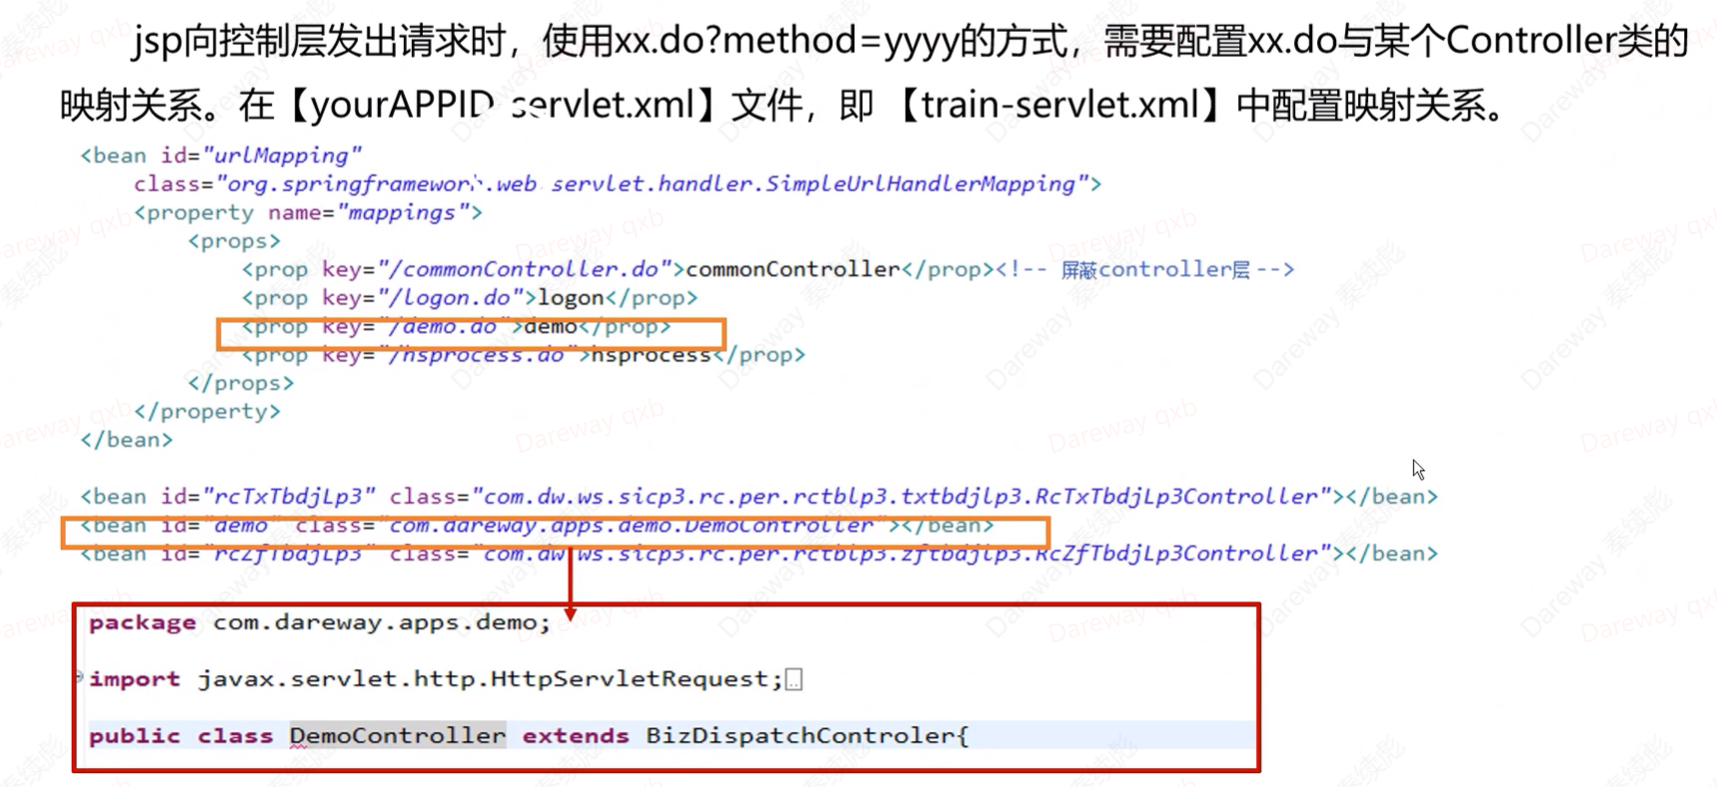 jsp向控制层发出请求时，使用xx.do?method=yyyy的方式，需要配置xx.do与某个Controller类的
映射关系。在【yourAPPID servlet.xml】文件，即 【train-servlet.xml】中配置映射关系。
<bean id="urlMapping"
class="org.springframework.web.servlet.handler.SimpleUrlHandlerMapping">
<property name="mappings">
<props>
<prop key="/commonController.do">commonController</prop><!-- 屏蔽controller层-->
<prop key="/logon.do">logon</prop>
<prop key="/demo.do">demo</prop>
<prop key="/hsprocess.do">hsprocess</prop>
</props>
</property>
</bean>
<bean id="rcTxTbdjLp3" class="com.dw.ws.sicp3.rc.per.rctblp3.txtbdjlp3.RcTxTbdjLp3Controller"></bean>
<bean id="demo" class="com.dareway.apps.demo.DemoController"></bean>
<bean id="rcZfTbdjLp3" class="com.dw.ws.sicp3.rc.per.rctblp3.zftbdjlp3.RcZfTbdjLp3Controller"></bean>
package com.dareway.apps.demo;
import javax.servlet.http.HttpServletRequest;
public class DemoController extends BizDispatchControler{
Dareway qxb
Dareway 秦续彪